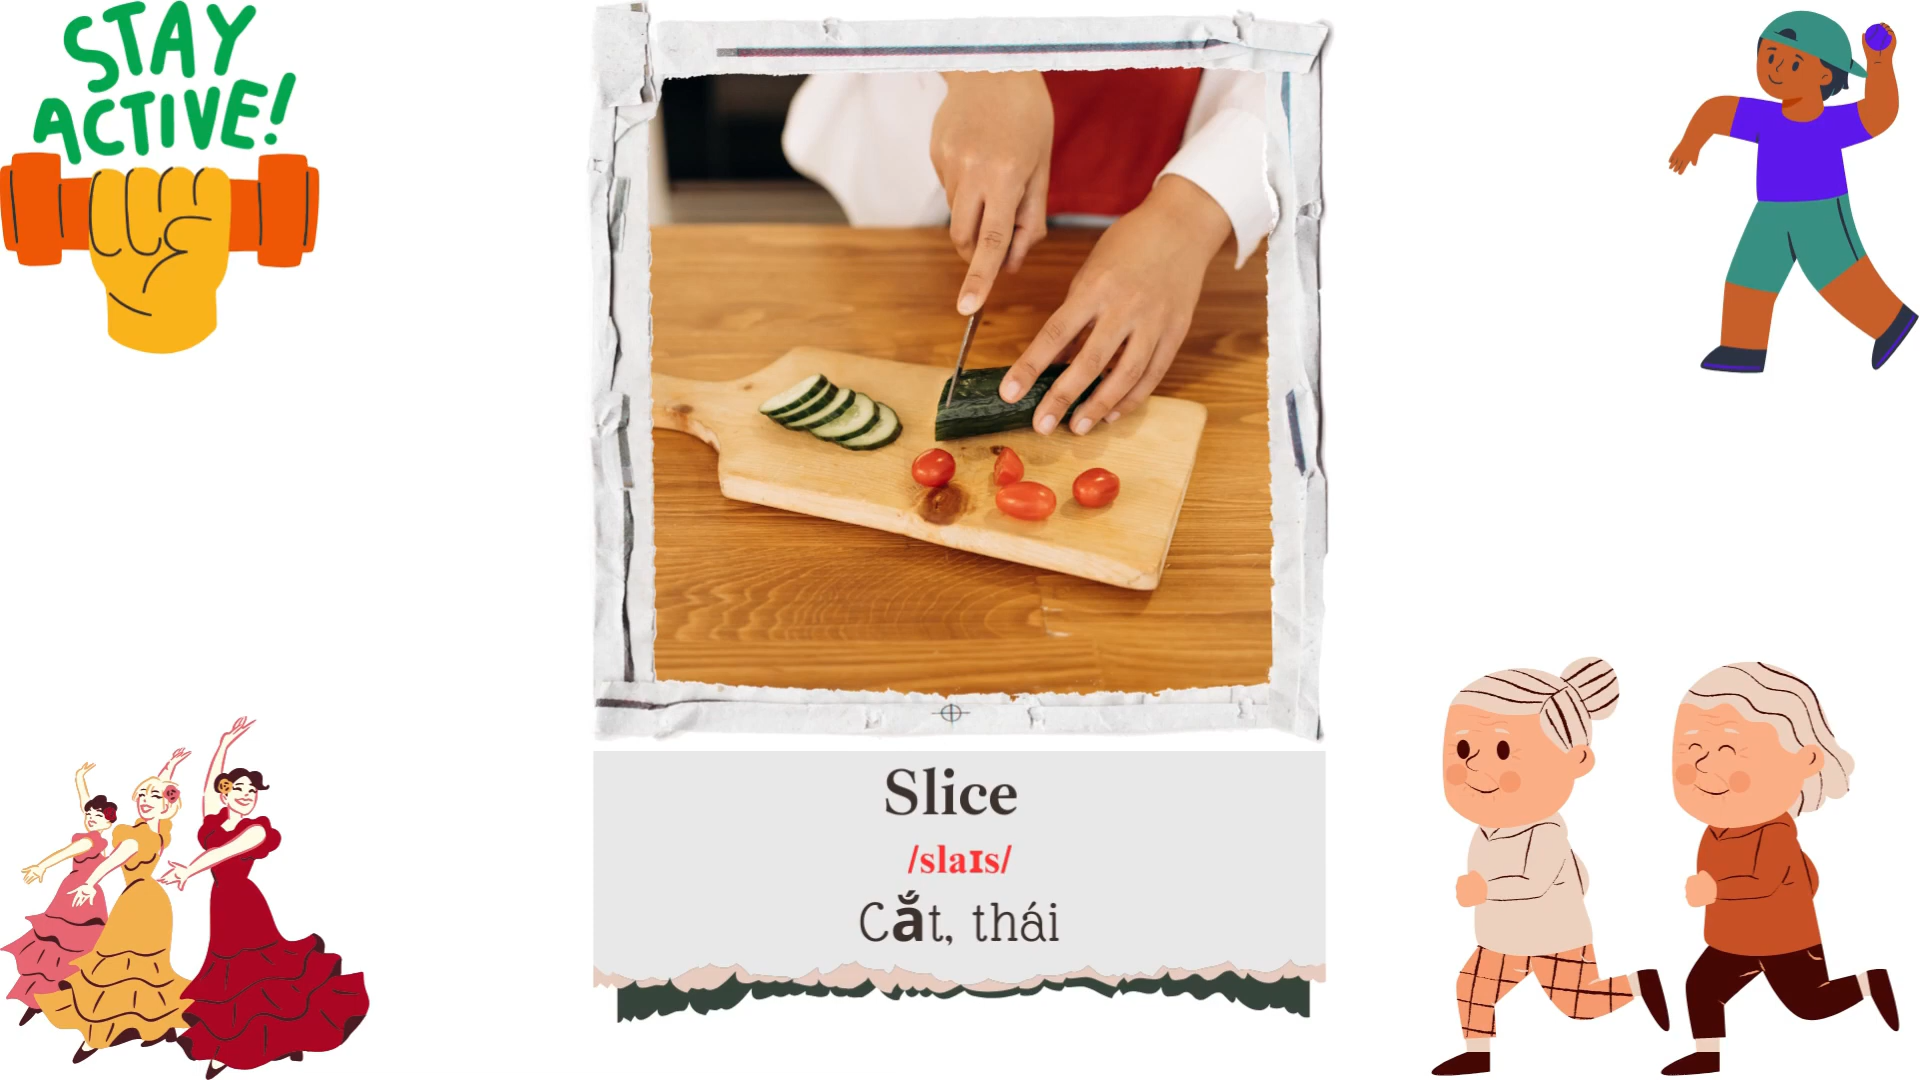 STAY
ACTIVE!
Slice
/slaɪs/
Cắt, thái